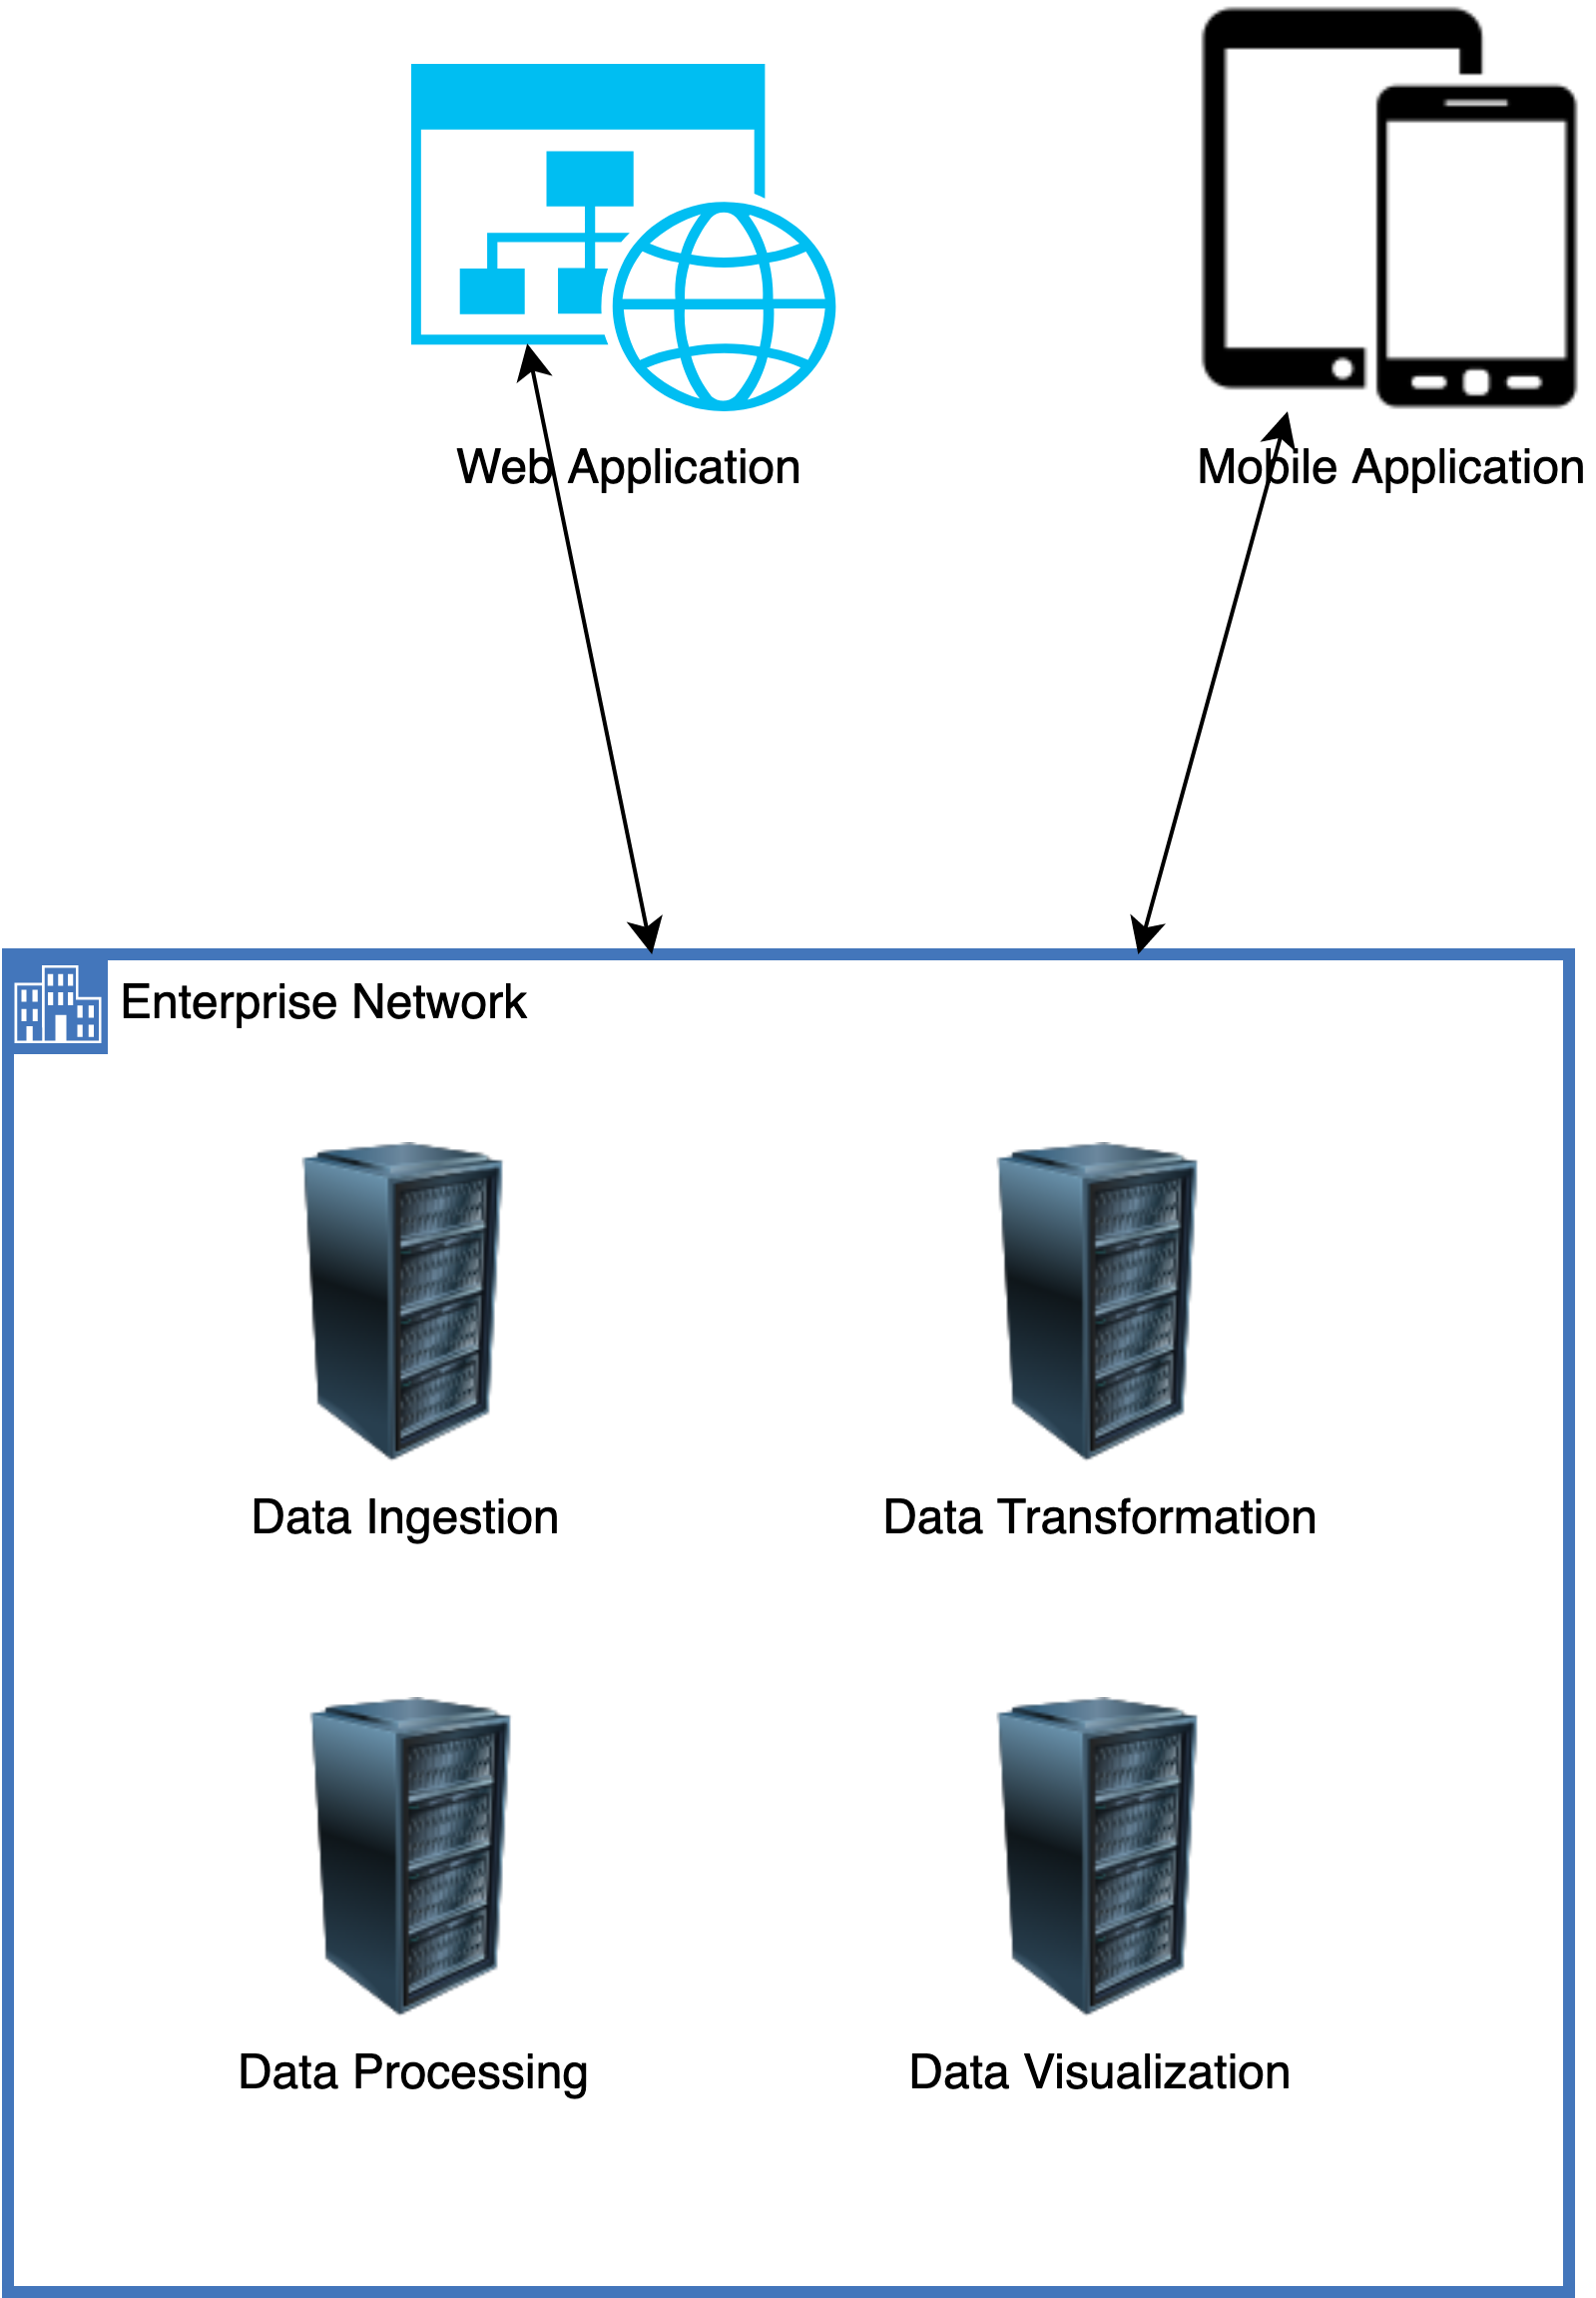 Web Application
Mobile Application
Enterprise Network
Data Ingestion
Data Transformation
Data Processing
Data Visualization